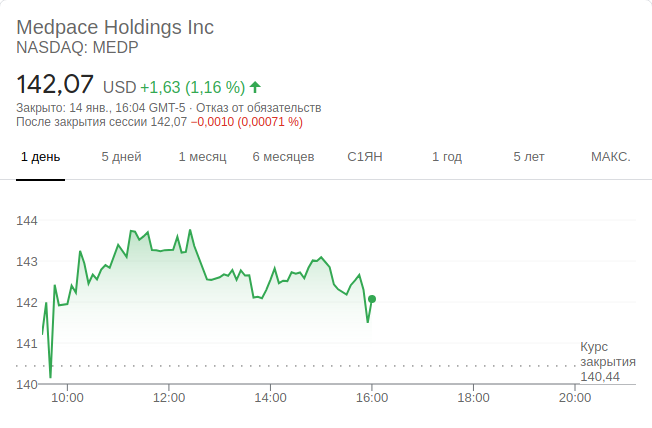 Medpace Holdings Inc
NASDAQ: MEDP
142,07 USD +1,63 (1,16 %)
Закрыто: 14 янв., 16:04 GMT-5 · Отказ от обязательств
После закрытия сессии 142,07 −0,0010 (0,00071 %)
1 день 5 дней 1 месяц 6 месяцев С1ЯН 1 год 5 лет МАКС.
144
143
142
141
Курс
закрытия
140,44
140
10:00 12:00 14:00 16:00 18:00 20:00